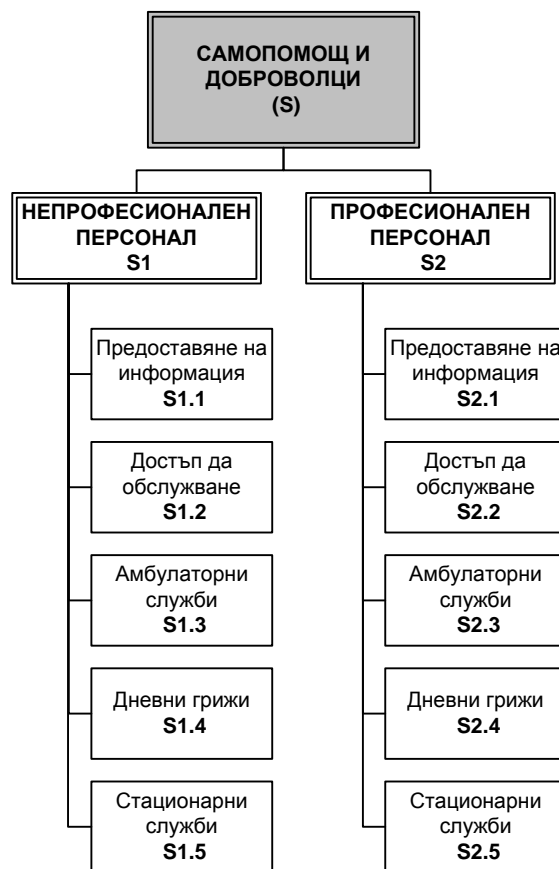 САМОПОМОЩ И
ДОБРОВОЛЦИ
(S)
НЕПРОФЕСИОНАЛЕН
ПЕРСОНАЛ
S1
ПРОФЕСИОНАЛЕН
ПЕРСОНАЛ
S2
Предоставяне на
информация
S1.1
Достъп да
обслужване
S1.2
Амбулаторни
служби
S1.3
Дневни грижи
S1.4
Стационарни
служби
S1.5
Предоставяне на
информация
S2.1
Достъп да
обслужване
S2.2
Амбулаторни
служби
S2.3
Дневни грижи
S2.4
Стационарни
служби
S2.5